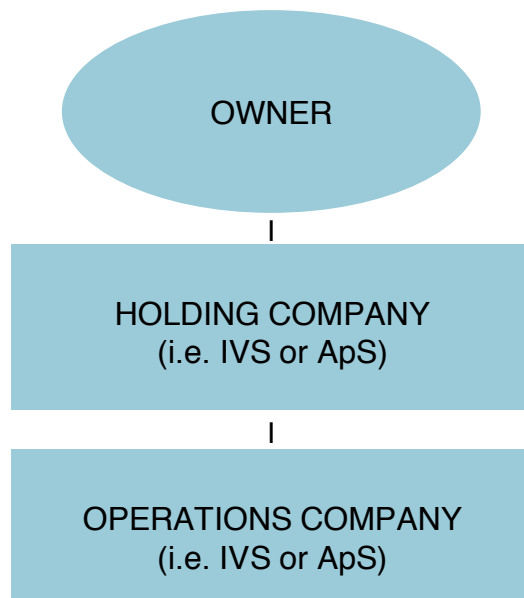 OWNER
HOLDING COMPANY
(i.e. IVS or ApS)
OPERATIONS COMPANY
(i.e. IVS or ApS)